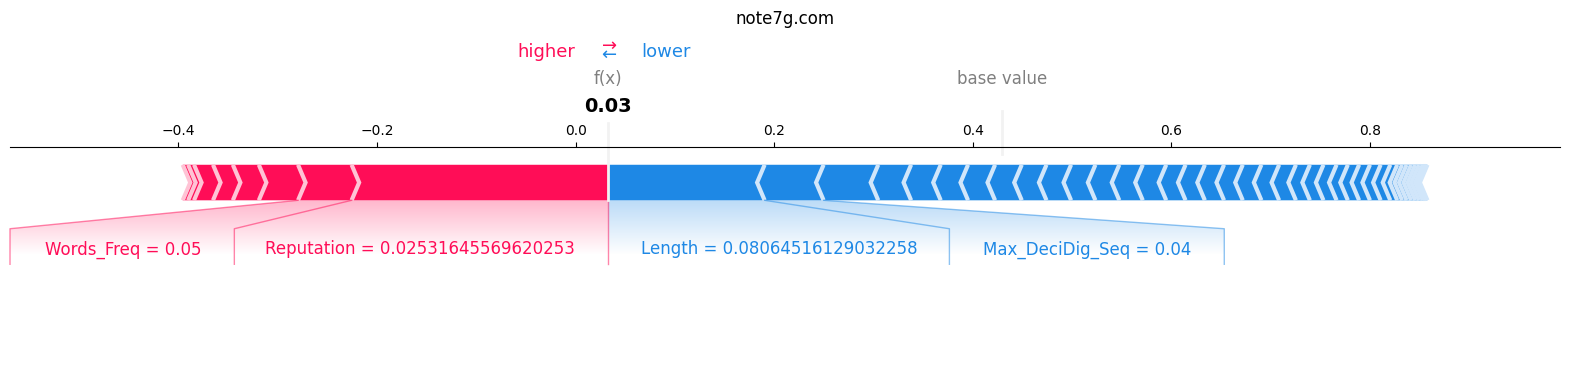 note7g.com
higher → ← lower
f(x) base value
0.03
−0.4 −0.2 0.0 0.2 0.4 0.6 0.8
Words_Freq = 0.05 Reputation = 0.02531645569620253 Length = 0.08064516129032258 Max_DeciDig_Seq = 0.04